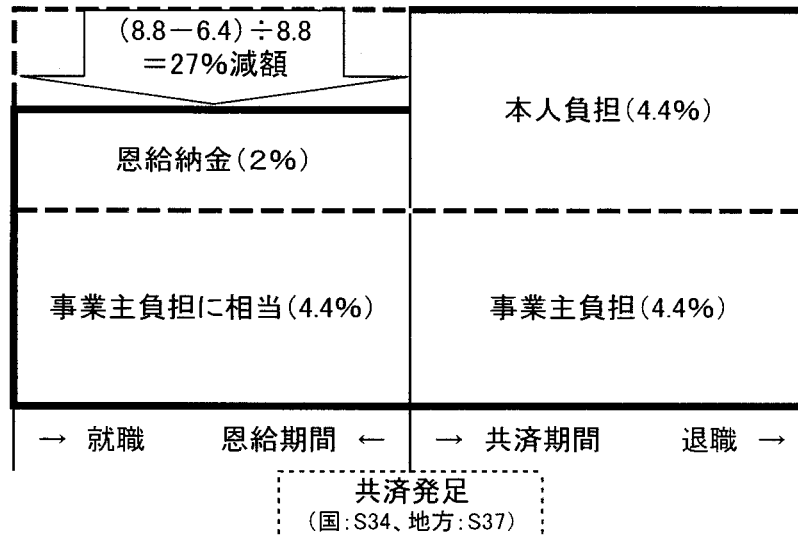 (8.8－6.4)÷8.8
＝27%減額
恩給納金(2%)
本人負担(4.4%)
事業主負担に相当(4.4%)
事業主負担(4.4%)
→ 就職 恩給期間 ← → 共済期間 退職 →
共済発足
(国:S34、地方:S37)